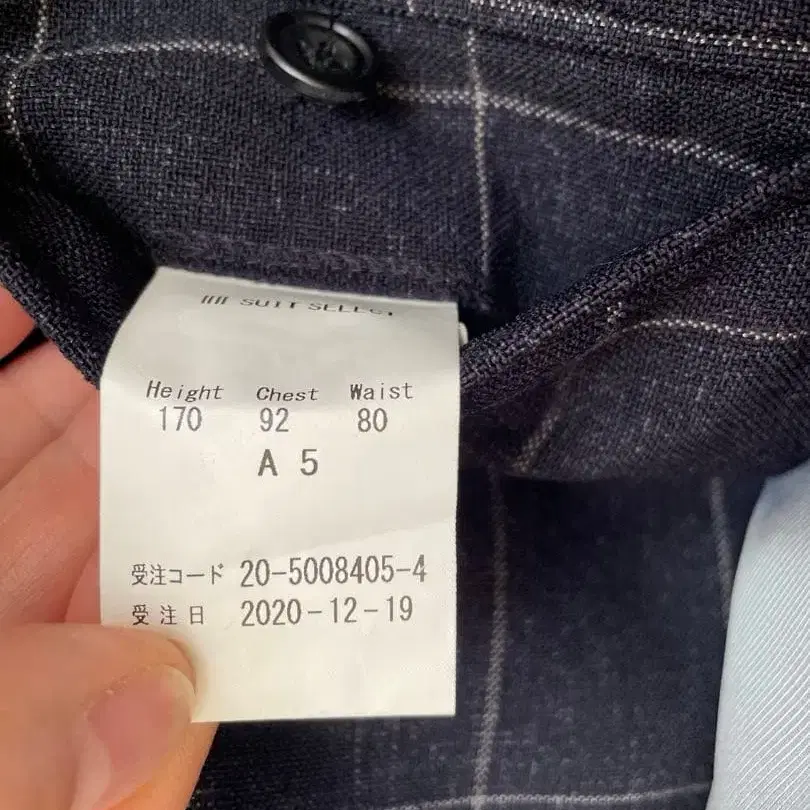 SUIT SELECT
Height Chest Waist
170 92 80
A 5
受注コード 20-5008405-4
受注日 2020-12-19